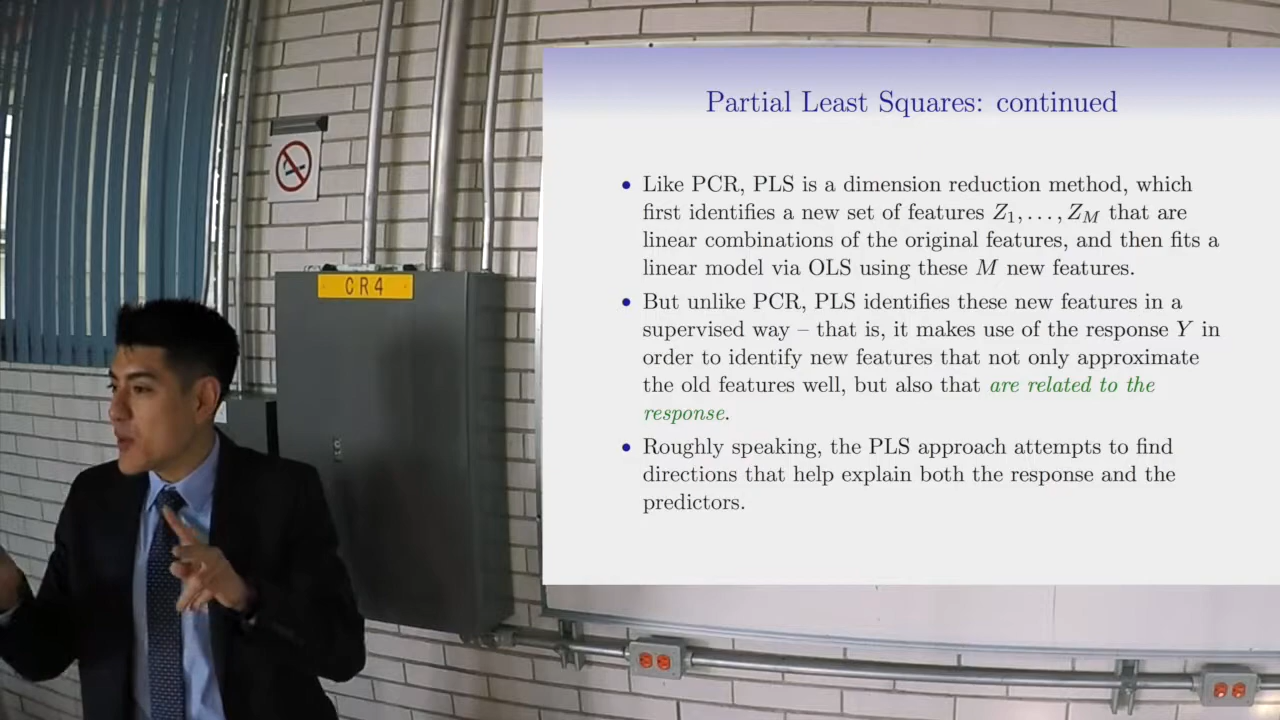 CR4
Partial Least Squares: continued
• Like PCR, PLS is a dimension reduction method, which
first identifies a new set of features Z₁, . . . , Z_M that are
linear combinations of the original features, and then fits a
linear model via OLS using these M new features.
• But unlike PCR, PLS identifies these new features in a
supervised way – that is, it makes use of the response Y in
order to identify new features that not only approximate
the old features well, but also that are related to the
response.
• Roughly speaking, the PLS approach attempts to find
directions that help explain both the response and the
predictors.